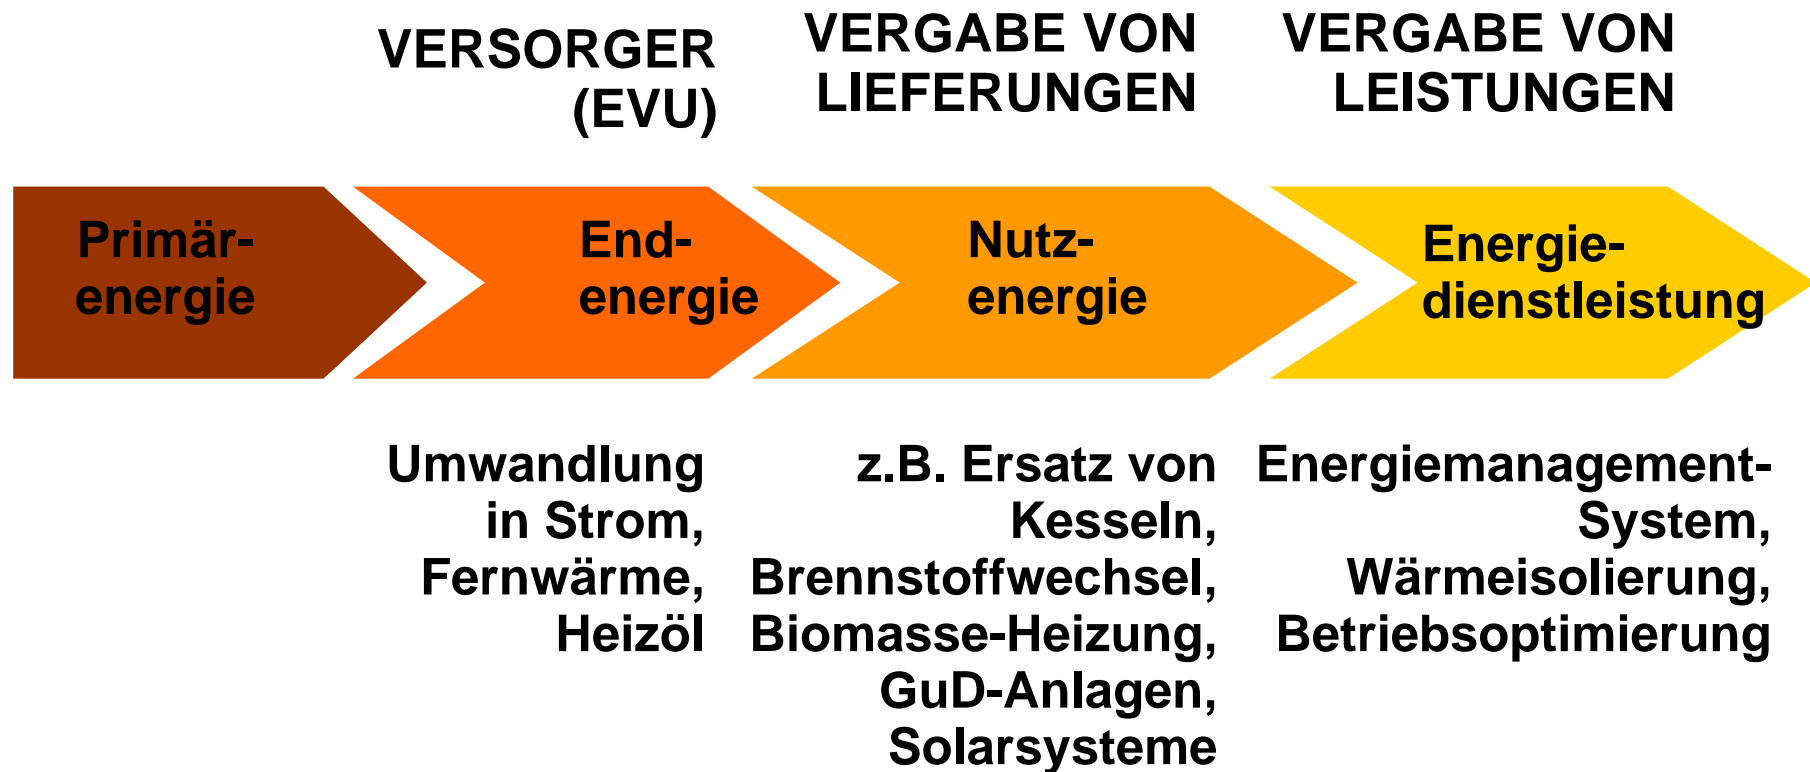 VERSORGER
(EVU)
VERGABE VON
LIEFERUNGEN
VERGABE VON
LEISTUNGEN
Primär-
energie
End-
energie
Nutz-
energie
Energie-
dienstleistung
Umwandlung
in Strom,
Fernwärme,
Heizöl
z.B. Ersatz von
Kesseln,
Brennstoffwechsel,
Biomasse-Heizung,
GuD-Anlagen,
Solarsysteme
Energiemanagement-
System,
Wärmeisolierung,
Betriebsoptimierung